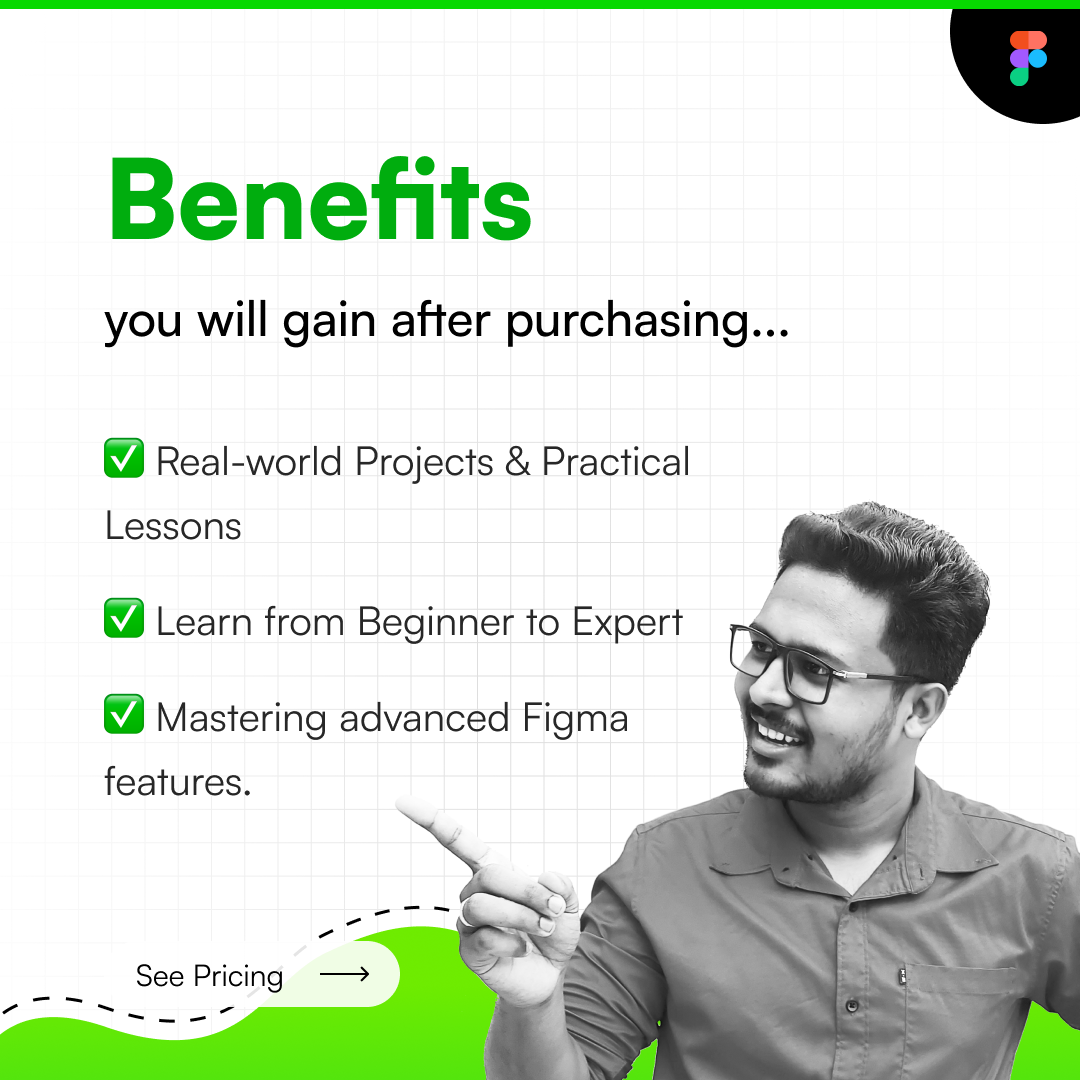 Benefits
you will gain after purchasing...
✅ Real-world Projects & Practical
Lessons
✅ Learn from Beginner to Expert
✅ Mastering advanced Figma
features.
See Pricing